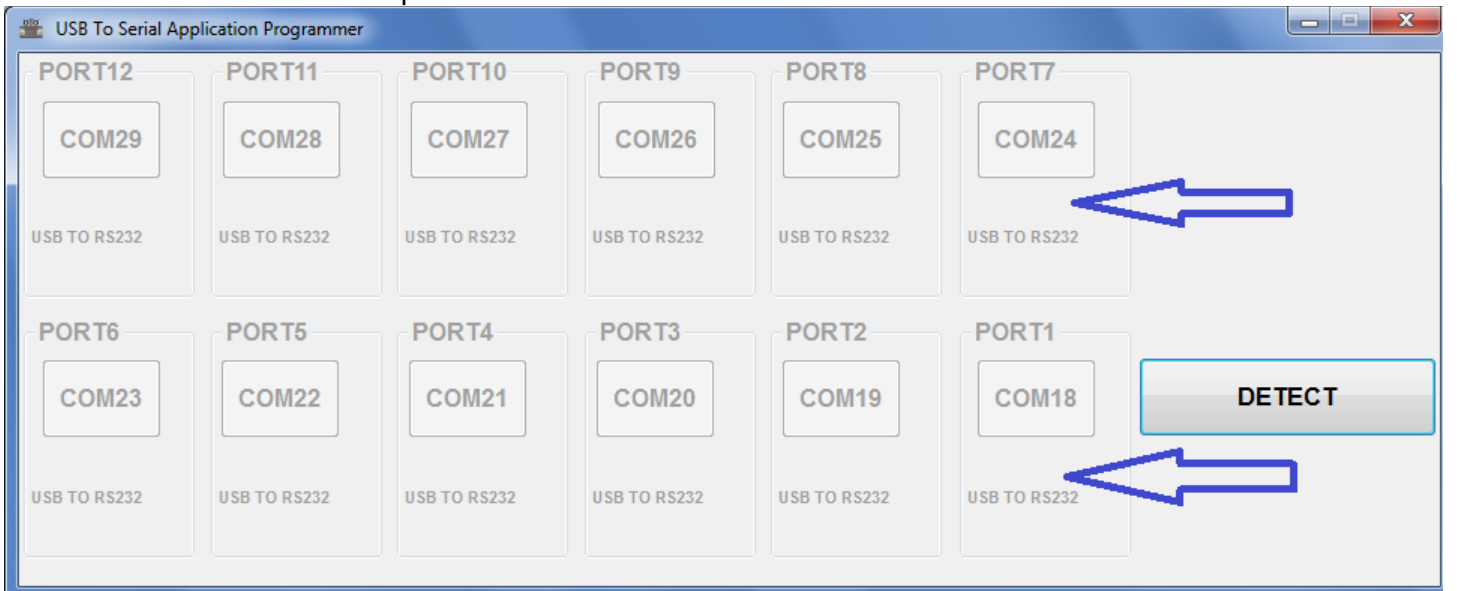 USB To Serial Application Programmer
PORT12 PORT11 PORT10 PORT9 PORT8 PORT7
COM29 COM28 COM27 COM26 COM25 COM24
USB TO RS232 USB TO RS232 USB TO RS232 USB TO RS232 USB TO RS232 USB TO RS232
PORT6 PORT5 PORT4 PORT3 PORT2 PORT1
COM23 COM22 COM21 COM20 COM19 COM18 DETECT
USB TO RS232 USB TO RS232 USB TO RS232 USB TO RS232 USB TO RS232 USB TO RS232